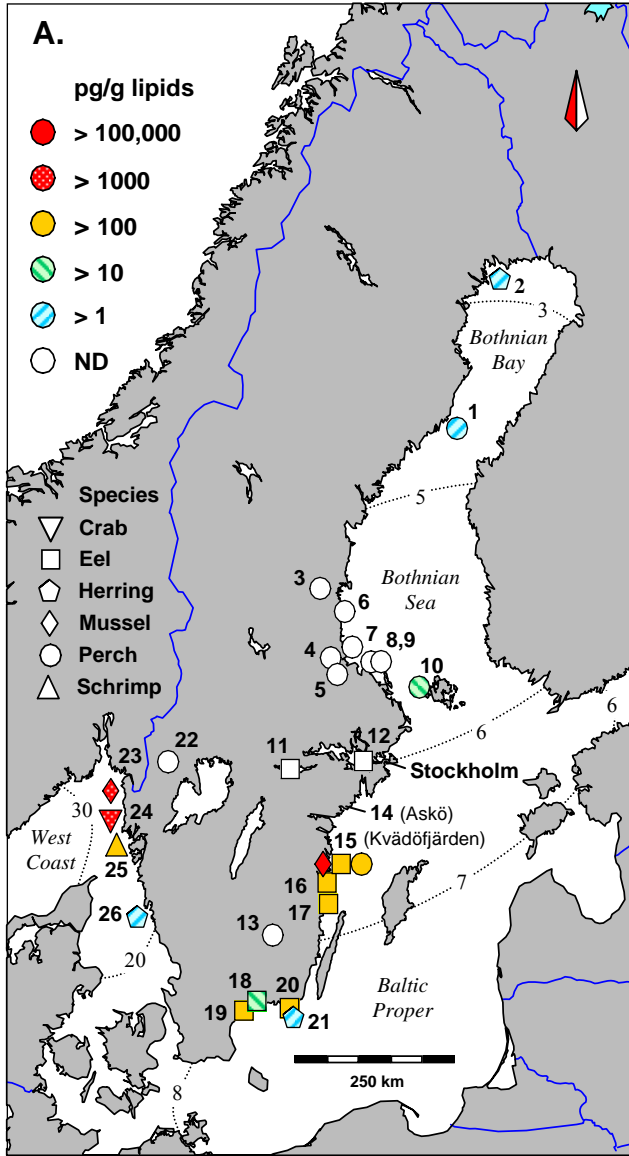 A.
pg/g lipids
> 100,000
> 1000
> 100
> 10
> 1
ND
Species
Crab
Eel
Herring
Mussel
Perch
Schrimp
2
3
Bothnian
Bay
1
5
3
Bothnian
Sea
6
7
8,9
4
5
10
6
6
22
11
12
Stockholm
23
30
24
West
Coast
25
14 (Askö)
15 (Kvädöfjärden)
16
17
7
26
13
20
18
19
20
21
Baltic
Proper
250 km
8